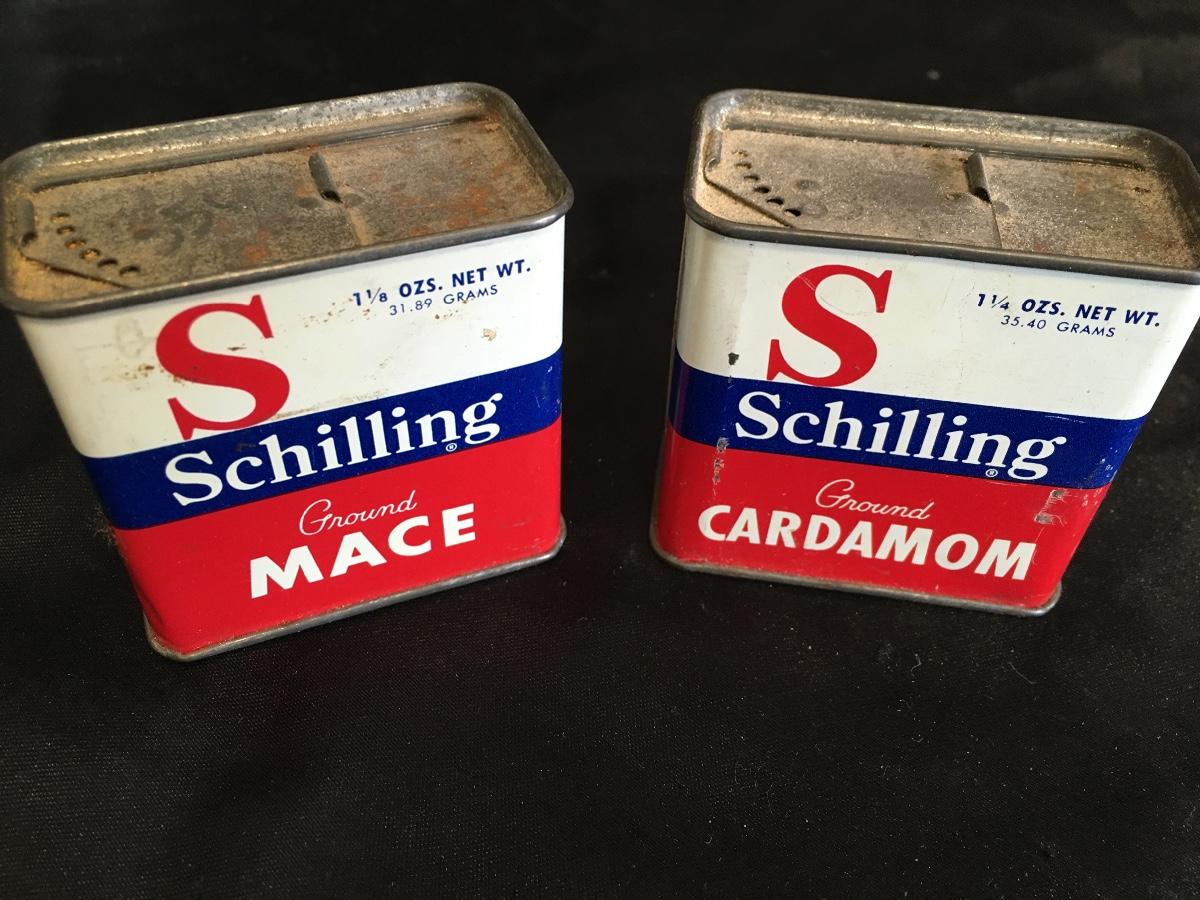 S
1⅛ OZS. NET WT.
31.89 GRAMS
Schilling®
Ground
MACE
S
1¼ OZS. NET WT.
35.40 GRAMS
Schilling®
Ground
CARDAMOM